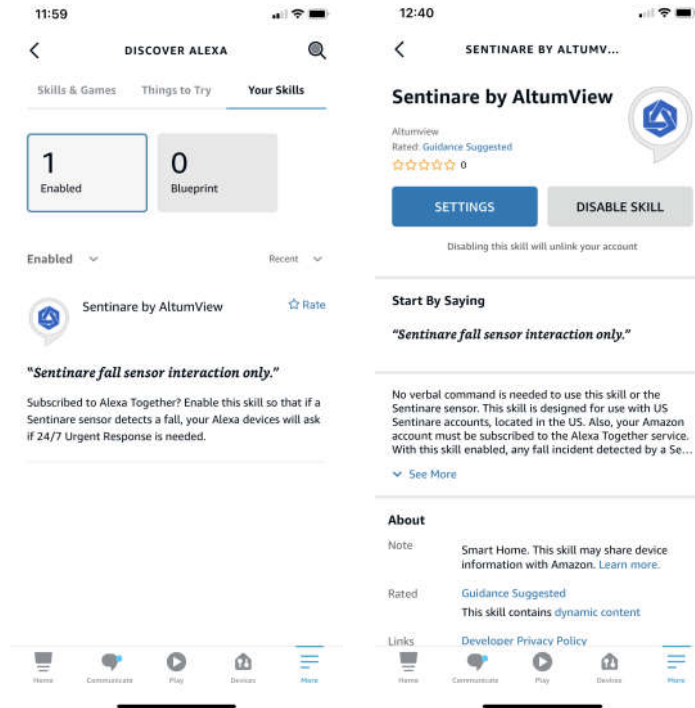 11:59
DISCOVER ALEXA
Skills & Games Things to Try Your Skills
1
Enabled
0
Blueprint
Enabled Recent
Sentinare by AltumView Rate
"Sentinare fall sensor interaction only."
Subscribed to Alexa Together? Enable this skill so that if a
Sentinare sensor detects a fall, your Alexa devices will ask
if 24/7 Urgent Response is needed.
Home Communicate Play Devices More
12:40
SENTINARE BY ALTUMV...
Sentinare by AltumView
Altumview
Rated: Guidance Suggested
0
SETTINGS DISABLE SKILL
Disabling this skill will unlink your account
Start By Saying
"Sentinare fall sensor interaction only."
No verbal command is needed to use this skill or the
Sentinare sensor. This skill is designed for use with US
Sentinare accounts, located in the US. Also, your Amazon
account must be subscribed to the Alexa Together service.
With this skill enabled, any fall incident detected by a Se...
See More
About
Note Smart Home. This skill may share device
information with Amazon. Learn more.
Rated Guidance Suggested
This skill contains dynamic content
Links Developer Privacy Policy
Home Communicate Play Devices More